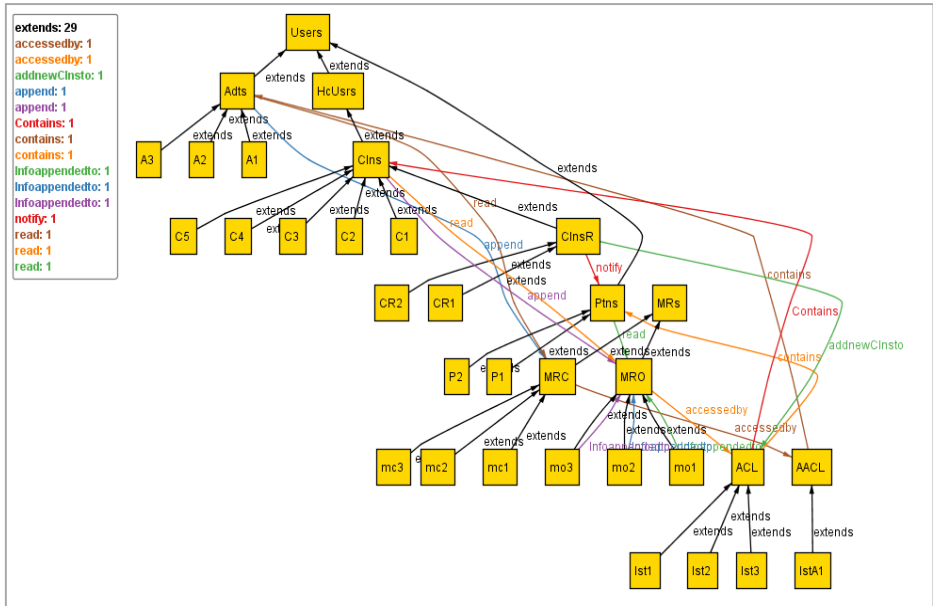 extends: 29
accessedby: 1
accessedby: 1
addnewClnsto: 1
append: 1
append: 1
Contains: 1
contains: 1
contains: 1
Infoappendedto: 1
Infoappendedto: 1
Infoappendedto: 1
notify: 1
read: 1
read: 1
read: 1
Users
extends
extends
Adts
HcUsrs
extends
extends
extends
extends
A3
A2
A1
Clns
extends
extends
read
extends
extends
read
extends
extends
extends
C5
C4
C3
C2
C1
ClnsR
append
extends
notify
contains
extends
append
CR2
CR1
Ptns
MRs
Contains
read
addnewClnsto
extends
extends
extends
contains
P2
P1
MRC
MRO
accessedby
extends
accessedby
extends
extends
extends
extends
Infoappendedto
mc3
mc2
mc1
mo3
mo2
mo1
ACL
AACL
extends
extends
extends
extends
lst1
lst2
lst3
lstA1